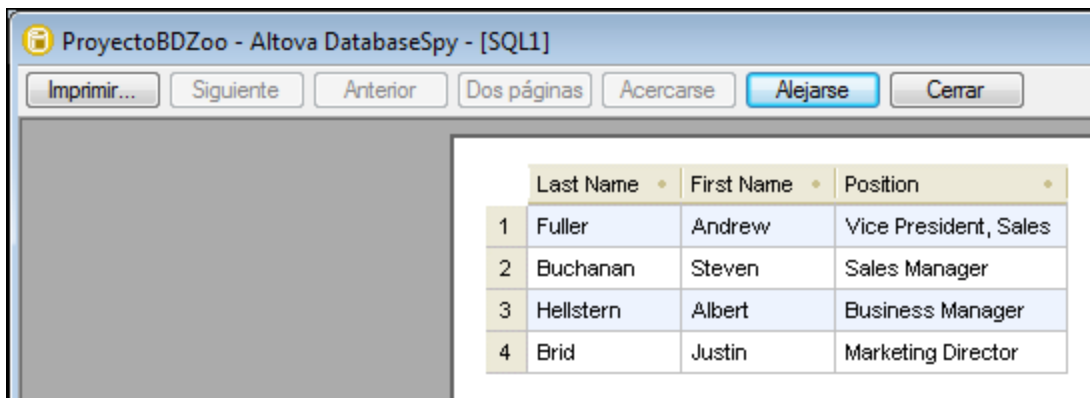 ProyectoBDZoo - Altova DatabaseSpy - [SQL1]
Imprimir... Siguiente Anterior Dos páginas Acercarse Alejarse Cerrar
Last Name First Name Position
1 Fuller Andrew Vice President, Sales
2 Buchanan Steven Sales Manager
3 Hellstern Albert Business Manager
4 Brid Justin Marketing Director